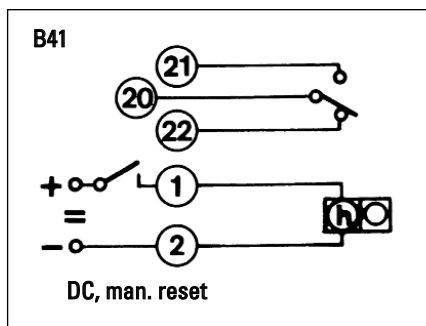 B41
21
20
22
+ 1
=
h
- 2
DC, man. reset